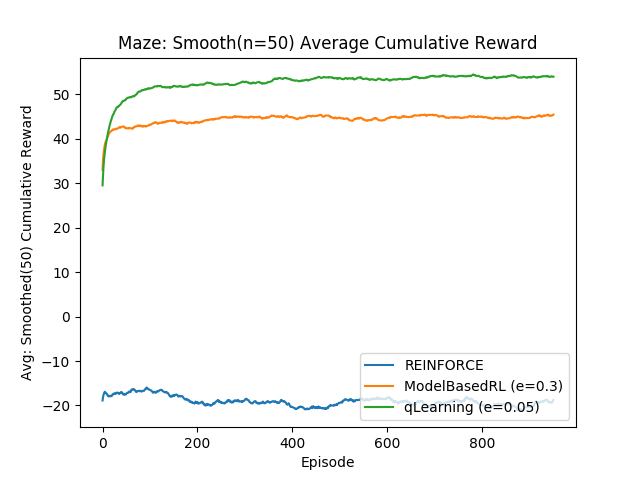 Maze: Smooth(n=50) Average Cumulative Reward
Avg: Smoothed(50) Cumulative Reward
50
40
30
20
10
0
−10
−20
REINFORCE
ModelBasedRL (e=0.3)
qLearning (e=0.05)
0
200
400
600
800
Episode